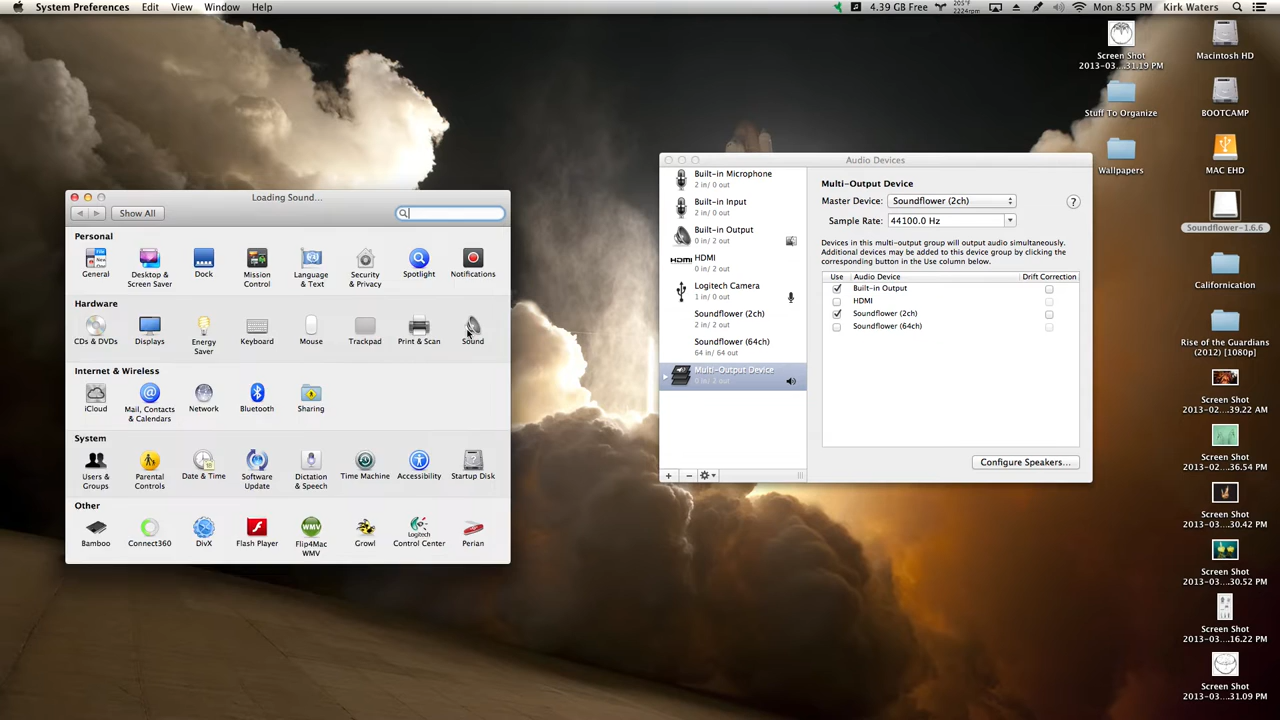 System Preferences Edit View Window Help
4.39 GB Free 205°F 2224rpm Mon 8:55 PM Kirk Waters
Loading Sound...
Show All
Personal
General
Desktop & Screen Saver
Dock
Mission Control
Language & Text
Security & Privacy
Spotlight
Notifications
Hardware
CDs & DVDs
Displays
Energy Saver
Keyboard
Mouse
Trackpad
Print & Scan
Sound
Internet & Wireless
iCloud
Mail, Contacts & Calendars
Network
Bluetooth
Sharing
System
Users & Groups
Parental Controls
Date & Time
Software Update
Dictation & Speech
Time Machine
Accessibility
Startup Disk
Other
Bamboo
Connect360
DivX
Flash Player
Flip4Mac WMV
Growl
Logitech Control Center
Perian
Audio Devices
Built-in Microphone
2 in/ 0 out
Built-in Input
2 in/ 0 out
Built-in Output
0 in/ 2 out
HDMI
0 in/ 2 out
Logitech Camera
1 in/ 0 out
Soundflower (2ch)
2 in/ 2 out
Soundflower (64ch)
64 in/ 64 out
Multi-Output Device
0 in/ 2 out
Multi-Output Device
Master Device: Soundflower (2ch)
Sample Rate: 44100.0 Hz
Devices in this multi-output group will output audio simultaneously.
Additional devices may be added to this device group by clicking the
corresponding button in the Use column below.
Use Audio Device Drift Correction
Built-in Output
HDMI
Soundflower (2ch)
Soundflower (64ch)
Configure Speakers...
Screen Shot
2013-03....31.19 PM
Stuff To Organize
Wallpapers
Macintosh HD
BOOTCAMP
MAC EHD
Soundflower-1.6.6
Californication
Rise of the Guardians
(2012) [1080p]
Screen Shot
2013-02...39.22 AM
Screen Shot
2013-03...36.54 PM
Screen Shot
2013-03...30.42 PM
Screen Shot
2013-03...30.52 PM
Screen Shot
2013-03...16.22 PM
Screen Shot
2013-03...31.09 PM